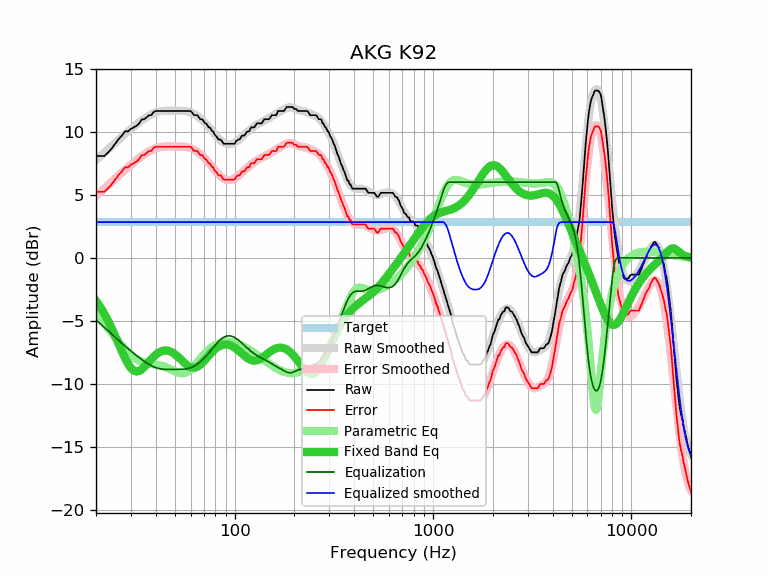 AKG K92
15
10
5
0
−5
−10
−15
−20
Amplitude (dBr)
Target
Raw Smoothed
Error Smoothed
Raw
Error
Parametric Eq
Fixed Band Eq
Equalization
Equalized smoothed
100
1000
10000
Frequency (Hz)